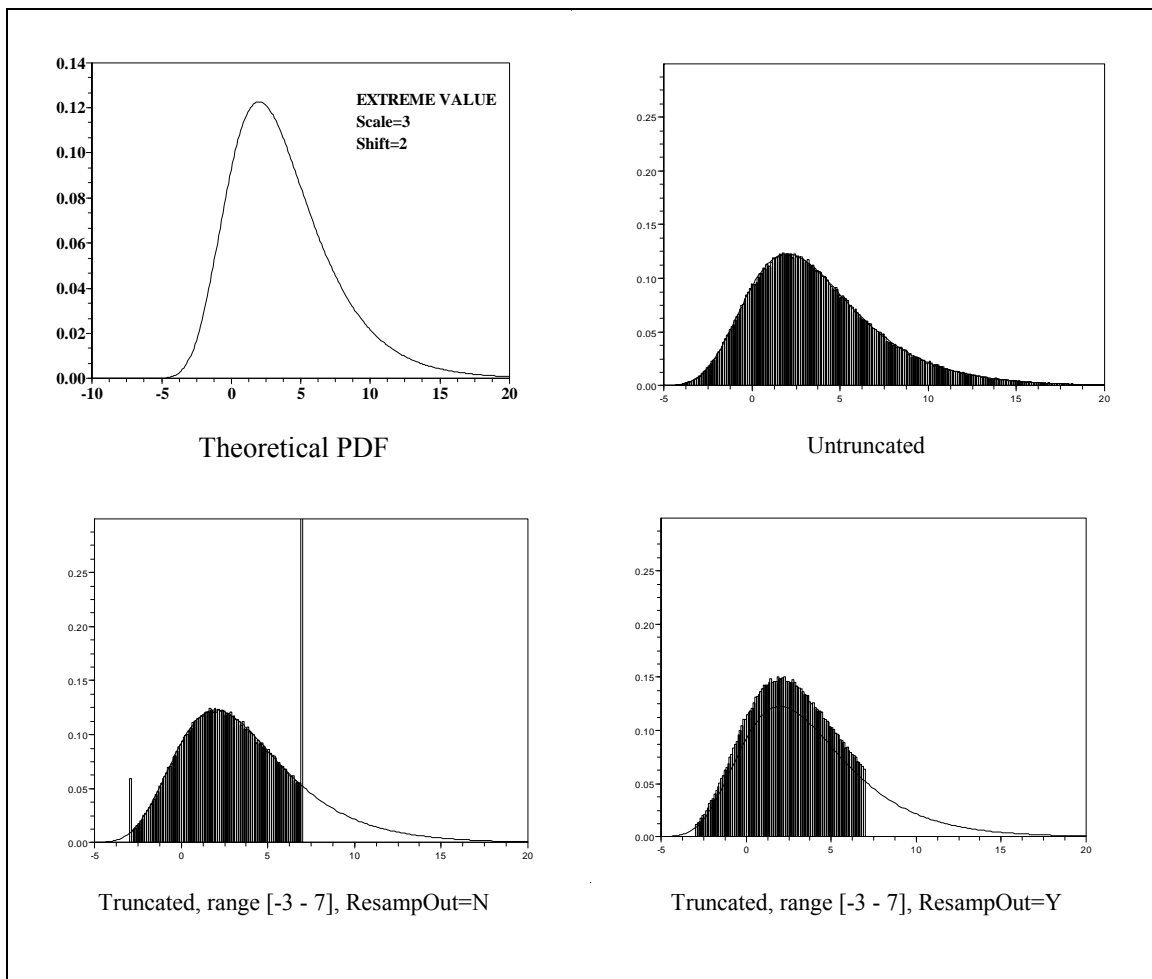 0.14
0.12
0.10
0.08
0.06
0.04
0.02
0.00
-10 -5 0 5 10 15 20
EXTREME VALUE
Scale=3
Shift=2
Theoretical PDF
0.25
0.20
0.15
0.10
0.05
0.00
-5 0 5 10 15 20
Untruncated
0.25
0.20
0.15
0.10
0.05
0.00
-5 0 5 10 15 20
Truncated, range [-3 - 7], ResampOut=N
0.25
0.20
0.15
0.10
0.05
0.00
-5 0 5 10 15 20
Truncated, range [-3 - 7], ResampOut=Y